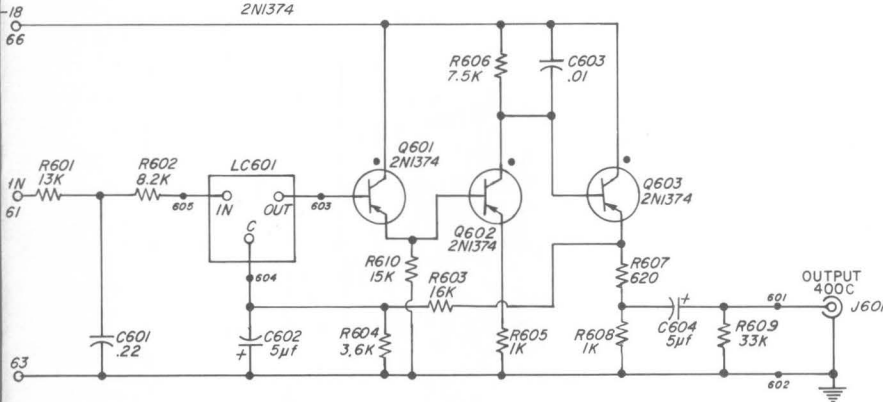 -18
66
2N1374
R606
7.5K
C603
.01
Q601
2N1374
R601
13K
R602
8.2K
LC601
IN
61
605
IN
OUT
603
C
Q603
2N1374
Q602
2N1374
604
R610
15K
R603
16K
R607
620
OUTPUT
400C
601
J601
C601
.22
C602
+
5µf
R604
3.6K
R605
1K
R608
1K
+
C604
5µf
R609
33K
63
602